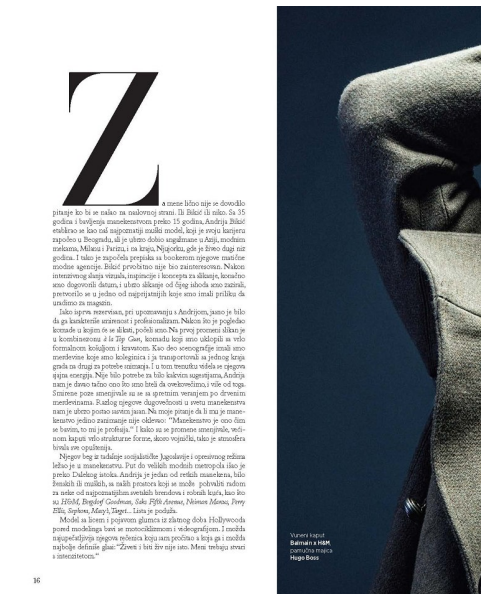 Z
a mene lično nije se dovodilo
pitanje ko bi se našao na naslovnoj strani. Ili Bikić ili niko. Sa 35
godina i bavljenja manekenstvom preko 15 godina, Andrija Bikić
etablirao se kao naš najpoznatiji muški model, koji je svoju karijeru
započeo u Beogradu, ali je ubrzo dobio angažmane u Aziji, modnim
mekama, Milanu i Parizu, i na kraju, Njujorku, gde je živeo dugi niz
godina. I tako je započela prepiska sa bookerom njegove matične
modne agencije. Bikić prvobitno nije bio zainteresovan. Nakon
intenzivnog slanja vizuala, inspiracije i koncepta za slikanje, konačno
smo dogovorili datum, i ubrzo slikanje od čijeg ishoda smo zazirali,
pretvorilo se u jedno od najprijatnijih koje smo imali priliku da
uradimo za magazin.
Iako isprva rezervisan, pri upoznavanju s Andrijom, jasno je bilo
da ga karakteriše smirenost i profesionalizam. Nakon što je pogledao
komade u kojim će se slikati, počeli smo. Na prvoj promeni slikan je
u kombinezonu à la Top Gun, komadu koji smo uklopili sa vrlo
formalnom košuljom i kravatom. Kao deo scenografije imali smo
merdevine koje smo koleginica i ja transportovali sa jednog kraja
grada na drugi za potrebe snimanja. I u tom trenutku videla se njegova
sjajna energija. Nije bilo potrebe za bilo kakvim sugestijama, Andrija
nam je davao tačno ono što smo hteli da ovekovečimo, i više od toga.
Smirene poze smenjivale su se sa spretnim veranjem po drvenim
merdevinama. Razlog njegove dugovečnosti u svetu manekenstva
nam je ubrzo postao sasvim jasan. Na moje pitanje da li mu je mane-
kenstvo jedino zanimanje nije oklevao: “Manekenstvo je ono čim
se bavim, to mi je profesija.” I kako su se promene smenjivale, veći-
nom kaputi vrlo strukturne forme, skoro vojnički, tako je atmosfera
bivala sve opuštenija.
Njegov beg iz tadašnje socijalističke Jugoslavije i opresivnog režima
ležao je u manekenstvu. Put do velikih modnih metropola išao je
preko Dalekog istoka. Andrija je jedan od retkih manekena, bilo
ženskih ili muških, sa naših prostora koji se može pohvaliti radom
za neke od najpoznatijih svetskih brendova i robnih kuća, kao što
su H&M, Bergdorf Goodman, Saks Fifth Avenue, Neiman Marcus, Perry
Ellis, Sephora, Macy's, Target... Lista je poduža.
Model sa licem i pojavom glumca iz zlatnog doba Hollywooda
pored modelinga bavi se motociklizmom i videografijom. I možda
najupečatljivija njegova rečenica koju sam pročitao a koja ga i možda
najbolje definiše glasi: “Živeti i biti živ nije isto. Meni trebaju stvari
s intenzitetom.”
16
Vuneni kaput
Balmain x H&M,
pamučna majica
Hugo Boss